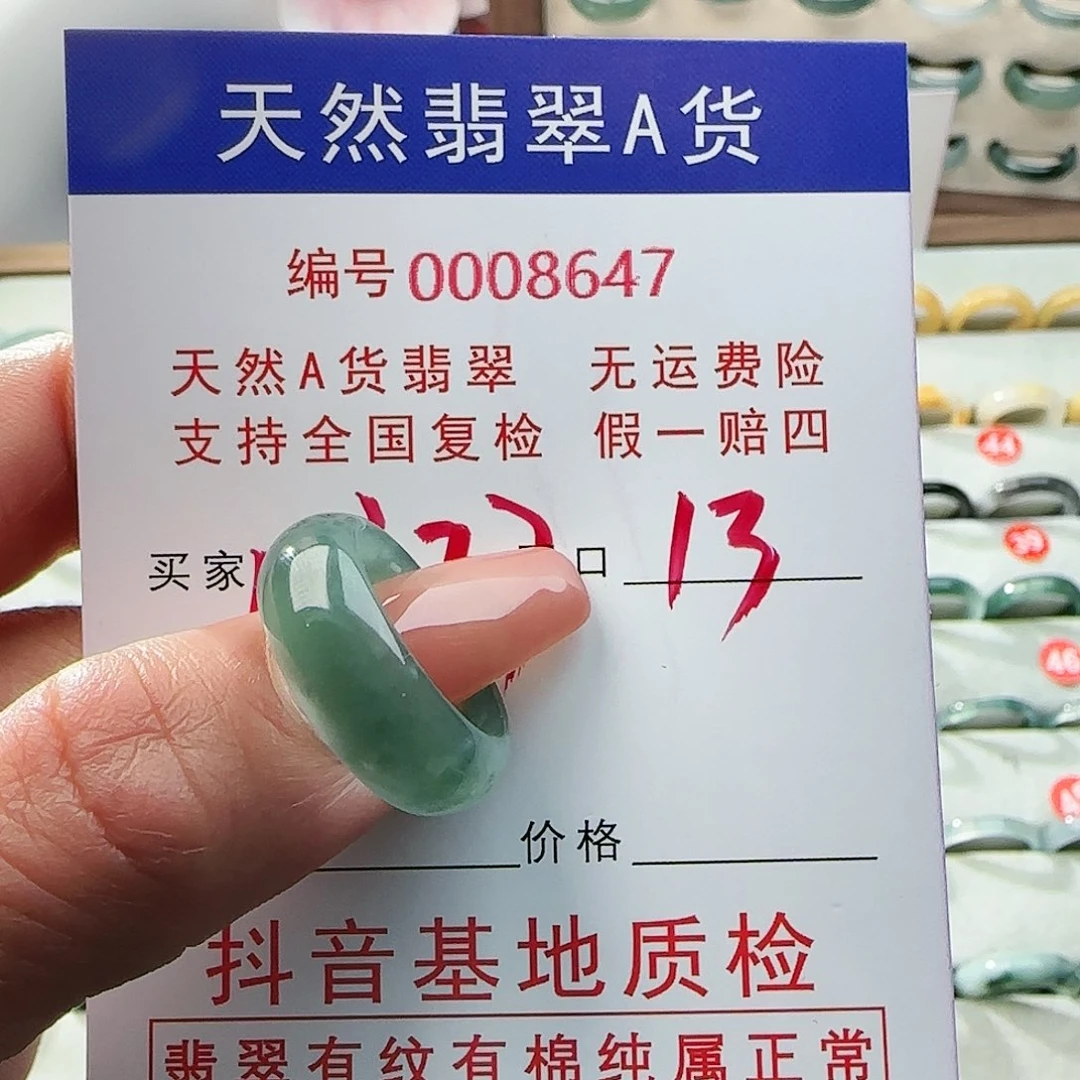 天然翡翠A货
编号0008647
天然A货翡翠 无运费险
支持全国复检 假一赔四
买家 口 13
价格
抖音基地质检
翡翠有纹有棉纯属正常
44
39
46